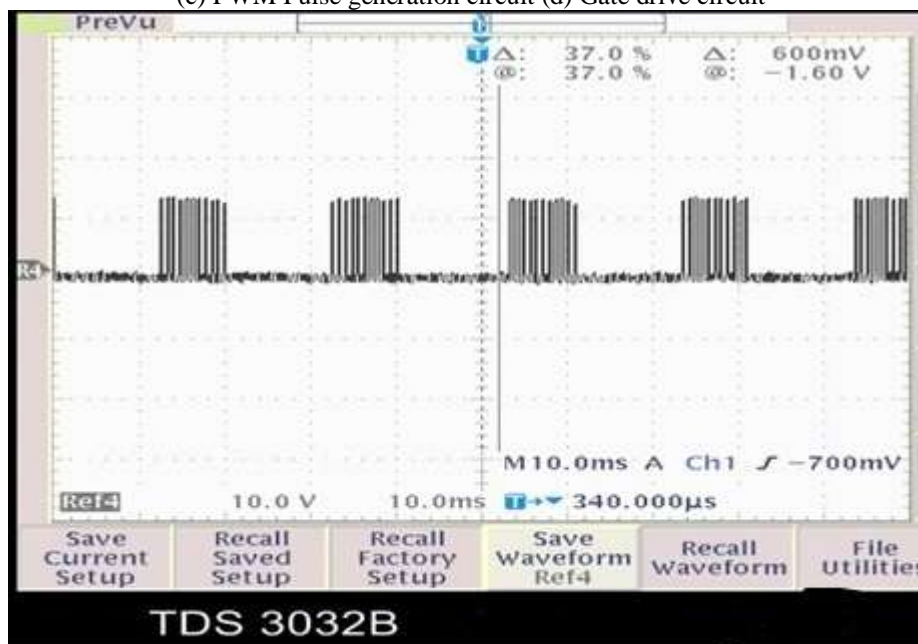 (c) PWM Pulse generation circuit (d) Gate drive circuit
PreVu
Δ: 37.0 % Δ: 600mV
@: 37.0 % @: −1.60 V
R4
M 10.0ms A Ch1 ∫ −700mV
Ref4 10.0 V 10.0ms T→▼ 340.000µs
Save Current Setup
Recall Saved Setup
Recall Factory Setup
Save Waveform Ref4
Recall Waveform
File Utilities
TDS 3032B